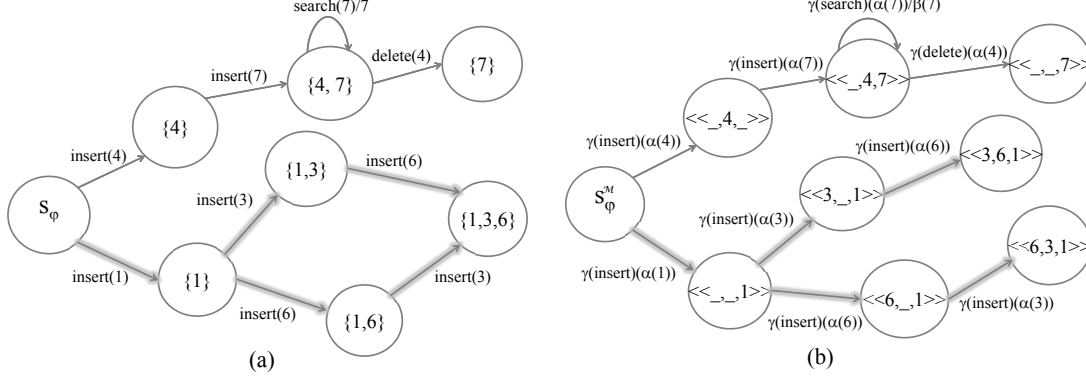 search(7)/7
delete(4)
{7}
{4, 7}
insert(7)
{4}
insert(4)
Sφ
insert(1)
{1}
insert(3)
{1,3}
insert(6)
{1,3,6}
insert(6)
{1,6}
insert(3)
(a)
γ(search)(α(7))/β(7)
γ(delete)(α(4))
<<_,_,7>>
<<_,4,7>>
γ(insert)(α(7))
<<_,4,_>>
γ(insert)(α(4))
S^ℳ_φ
γ(insert)(α(1))
<<_,_,1>>
γ(insert)(α(3))
<<3,_,1>>
γ(insert)(α(6))
<<3,6,1>>
γ(insert)(α(6))
<<6,_,1>>
γ(insert)(α(3))
<<6,3,1>>
(b)